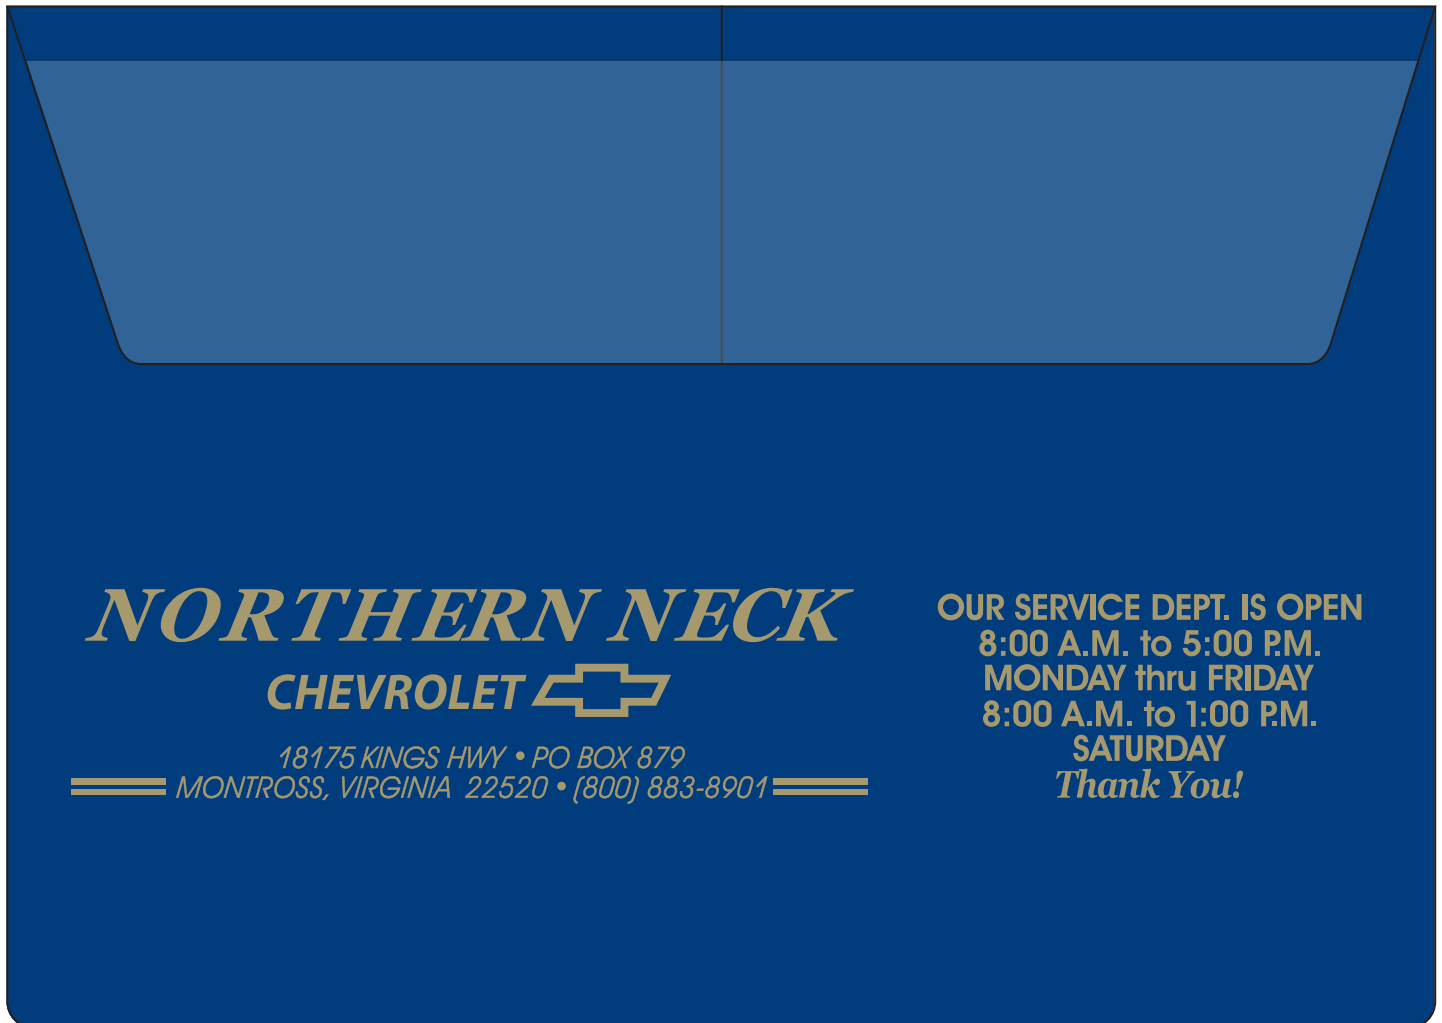 NORTHERN NECK
CHEVROLET
18175 KINGS HWY • PO BOX 879
MONTROSS, VIRGINIA 22520 • (800) 883-8901
OUR SERVICE DEPT. IS OPEN
8:00 A.M. to 5:00 P.M.
MONDAY thru FRIDAY
8:00 A.M. to 1:00 P.M.
SATURDAY
Thank You!